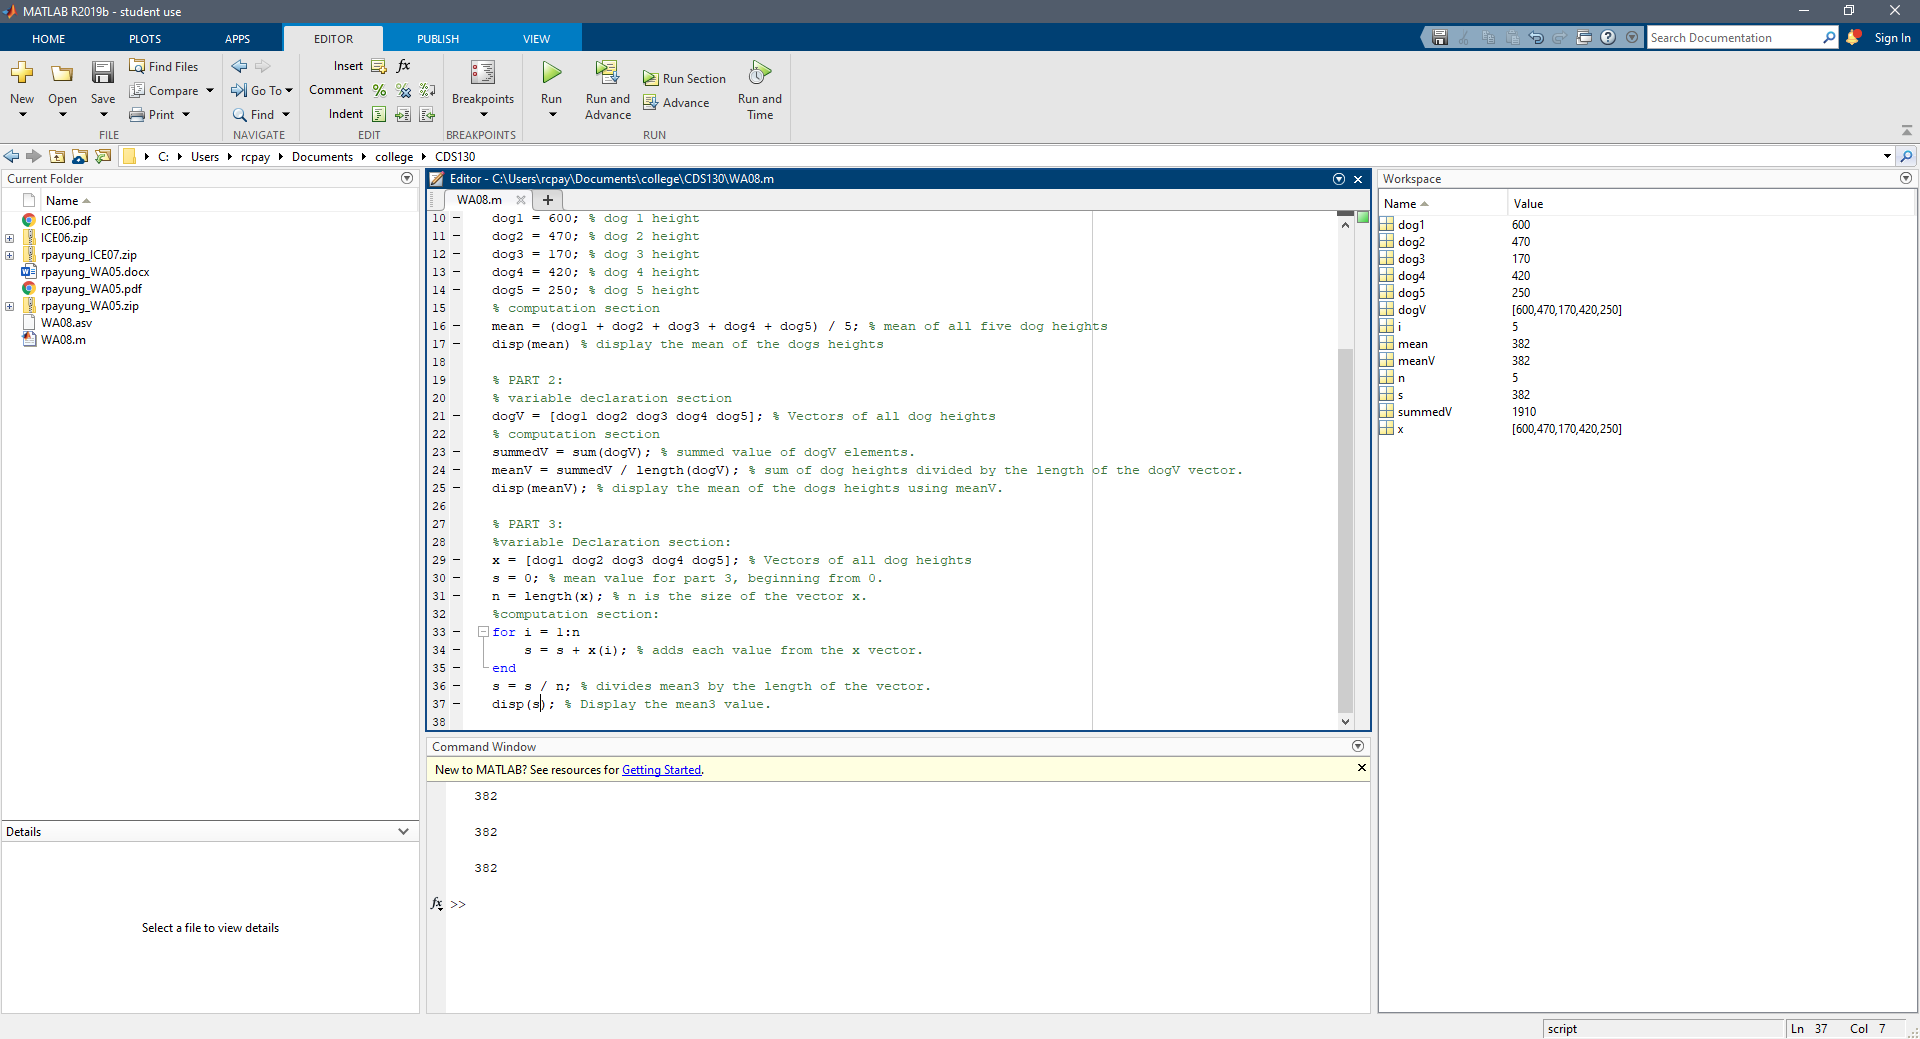 MATLAB R2019b - student use
HOME PLOTS APPS EDITOR PUBLISH VIEW
Search Documentation
Sign In
New
Open
Save
Find Files
Compare
Print
FILE
Go To
Find
NAVIGATE
Insert
Comment
Indent
EDIT
Breakpoints
BREAKPOINTS
Run
Run and
Advance
Run Section
Advance
Run and
Time
RUN
C: Users rcpay Documents college CDS130
Current Folder
Name
ICE06.pdf
ICE06.zip
rpayung_ICE07.zip
rpayung_WA05.docx
rpayung_WA05.pdf
rpayung_WA05.zip
WA08.asv
WA08.m
Details
Select a file to view details
Editor - C:\Users\rcpay\Documents\college\CDS130\WA08.m
WA08.m
10 – dog1 = 600; % dog 1 height
11 – dog2 = 470; % dog 2 height
12 – dog3 = 170; % dog 3 height
13 – dog4 = 420; % dog 4 height
14 – dog5 = 250; % dog 5 height
15 % computation section
16 – mean = (dog1 + dog2 + dog3 + dog4 + dog5) / 5; % mean of all five dog heights
17 – disp(mean) % display the mean of the dogs heights
18
19 % PART 2:
20 % variable declaration section
21 – dogV = [dog1 dog2 dog3 dog4 dog5]; % Vectors of all dog heights
22 % computation section
23 – summedV = sum(dogV); % summed value of dogV elements.
24 – meanV = summedV / length(dogV); % sum of dog heights divided by the length of the dogV vector.
25 – disp(meanV); % display the mean of the dogs heights using meanV.
26
27 % PART 3:
28 %variable Declaration section:
29 – x = [dog1 dog2 dog3 dog4 dog5]; % Vectors of all dog heights
30 – s = 0; % mean value for part 3, beginning from 0.
31 – n = length(x); % n is the size of the vector x.
32 %computation section:
33 – for i = 1:n
34 – s = s + x(i); % adds each value from the x vector.
35 – end
36 – s = s / n; % divides mean3 by the length of the vector.
37 – disp(s); % Display the mean3 value.
38
Command Window
New to MATLAB? See resources for Getting Started.
382
382
382
fx >>
Workspace
Name Value
dog1 600
dog2 470
dog3 170
dog4 420
dog5 250
dogV [600,470,170,420,250]
i 5
mean 382
meanV 382
n 5
s 382
summedV 1910
x [600,470,170,420,250]
script Ln 37 Col 7